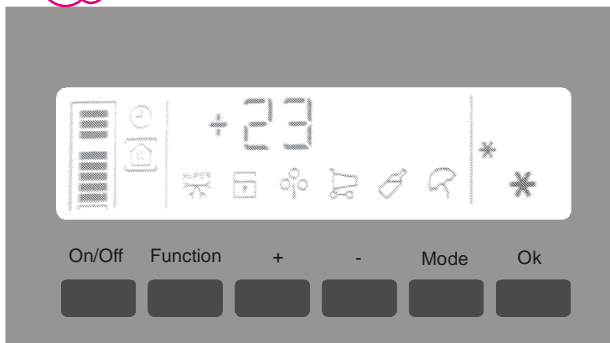 +23
SUPER
On/Off Function + - Mode Ok